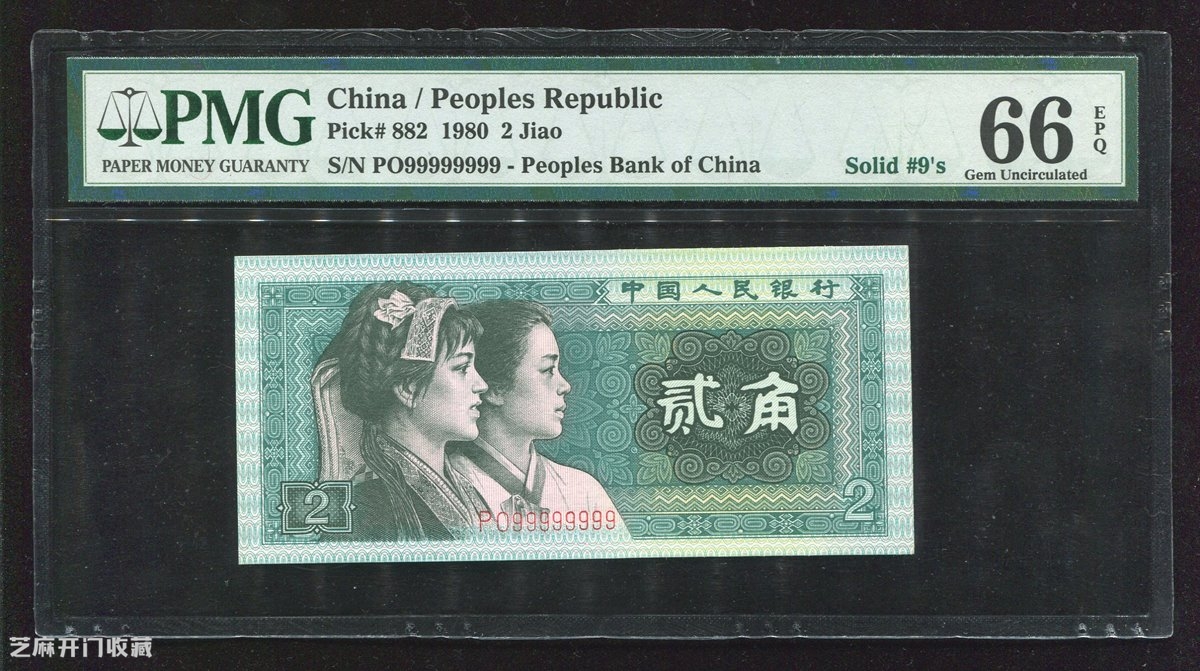 PMG
PAPER MONEY GUARANTY
China / Peoples Republic
Pick# 882 1980 2 Jiao
S/N PO99999999 - Peoples Bank of China
Solid #9's
66
EPQ
Gem Uncirculated
中国人民银行
贰角
2
2
PO99999999
芝麻开门收藏